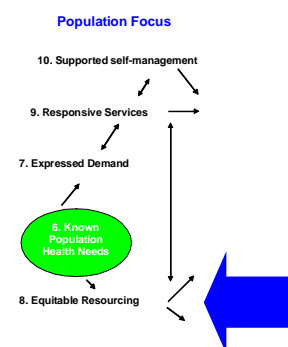 Population Focus
10. Supported self-management
9. Responsive Services
7. Expressed Demand
6. Known
Population
Health Needs
8. Equitable Resourcing